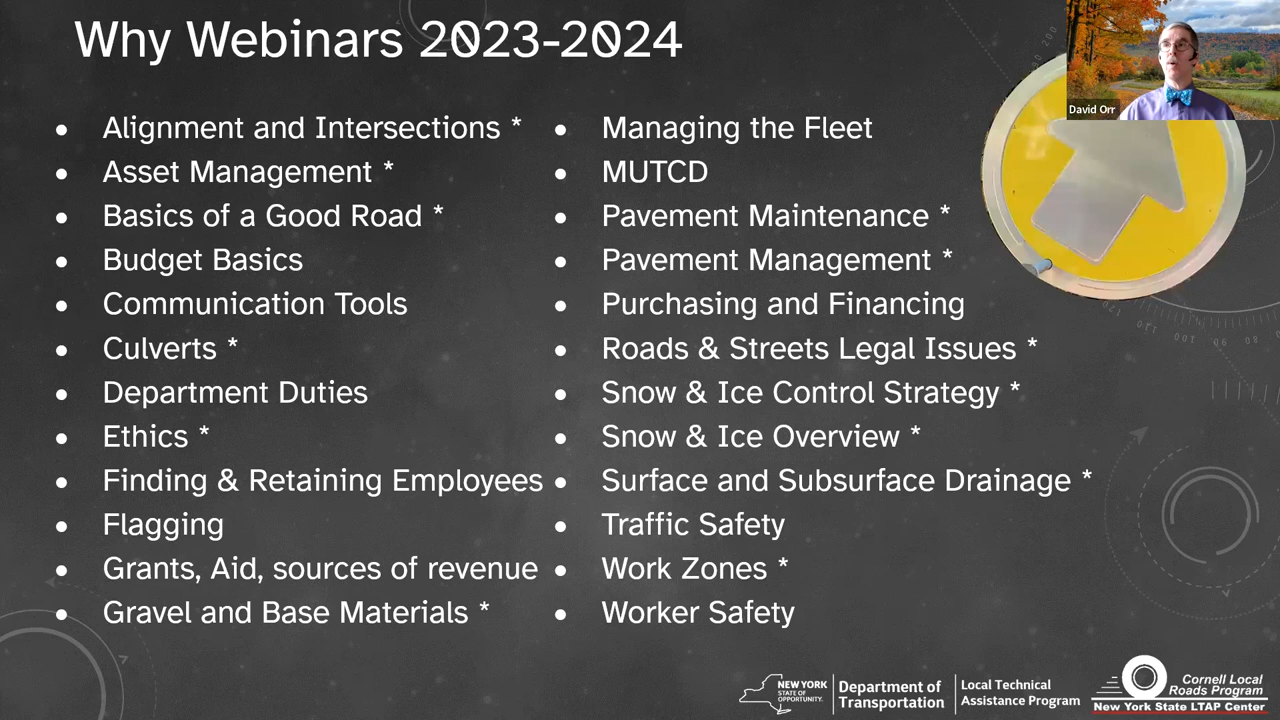 Why Webinars 2023-2024
David Orr
• Alignment and Intersections *
• Asset Management *
• Basics of a Good Road *
• Budget Basics
• Communication Tools
• Culverts *
• Department Duties
• Ethics *
• Finding & Retaining Employees
• Flagging
• Grants, Aid, sources of revenue
• Gravel and Base Materials *
• Managing the Fleet
• MUTCD
• Pavement Maintenance *
• Pavement Management *
• Purchasing and Financing
• Roads & Streets Legal Issues *
• Snow & Ice Control Strategy *
• Snow & Ice Overview *
• Surface and Subsurface Drainage *
• Traffic Safety
• Work Zones *
• Worker Safety
NEW YORK
STATE OF
OPPORTUNITY.
Department of
Transportation
Local Technical
Assistance Program
Cornell Local
Roads Program
New York State LTAP Center